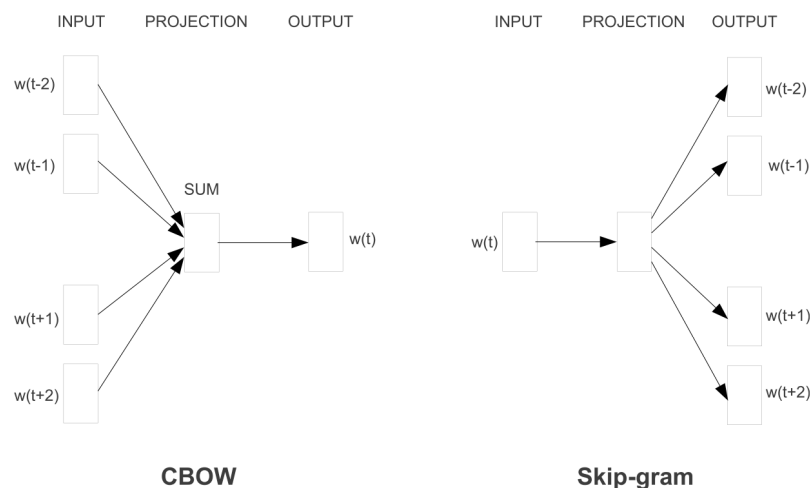 INPUT PROJECTION OUTPUT
w(t-2)
w(t-1)
SUM
w(t)
w(t+1)
w(t+2)
CBOW
INPUT PROJECTION OUTPUT
w(t-2)
w(t-1)
w(t)
w(t+1)
w(t+2)
Skip-gram